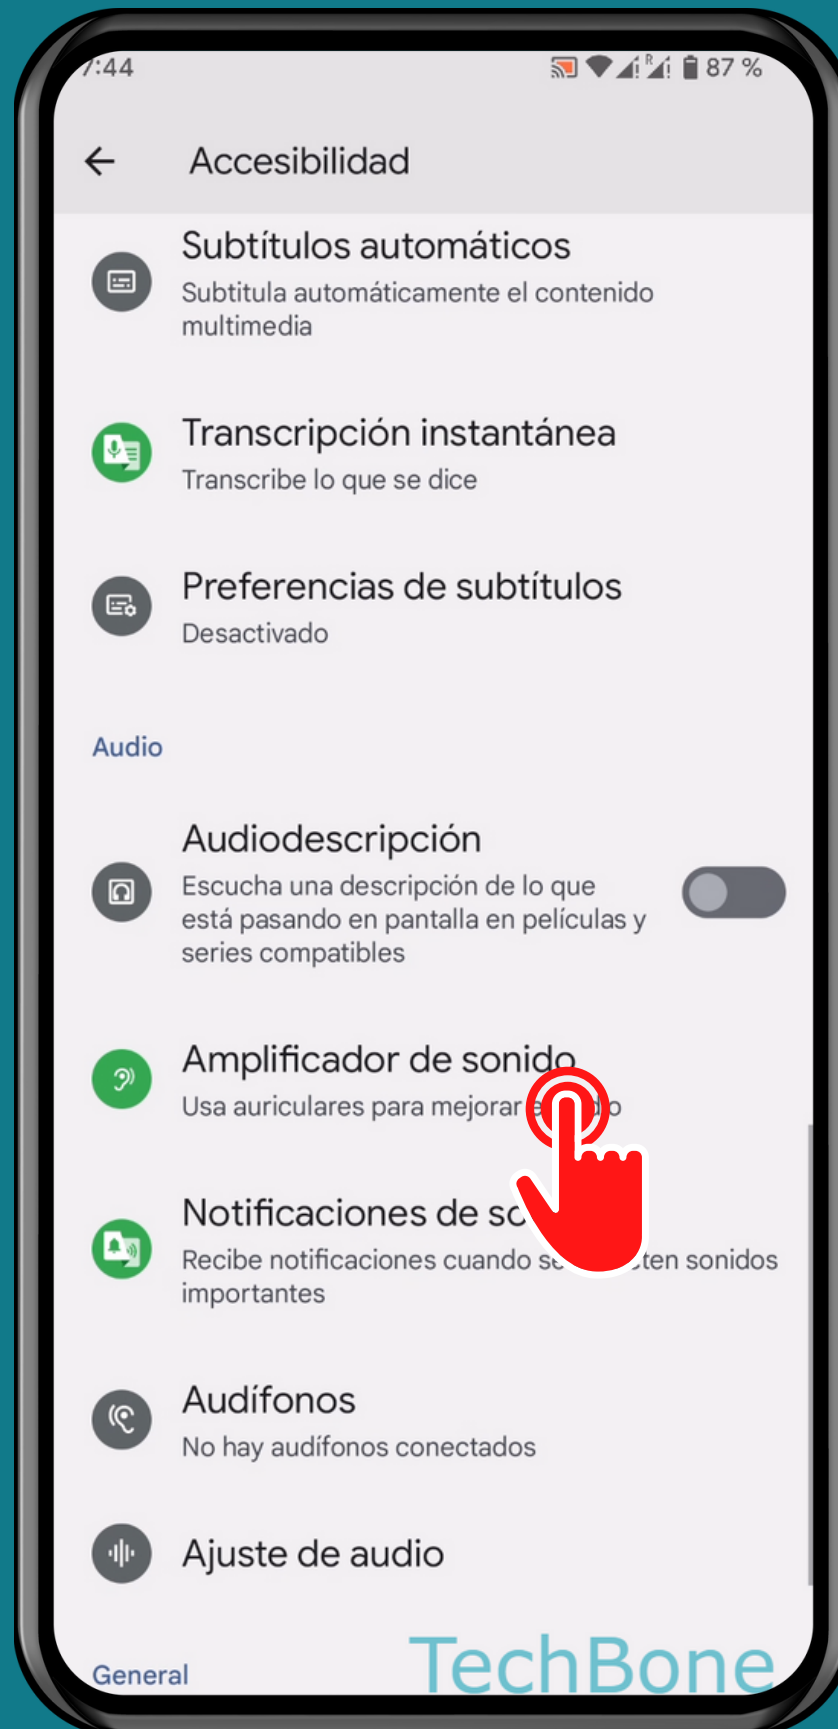 7:44
R
87 %
Accesibilidad
Subtítulos automáticos
Subtitula automáticamente el contenido
multimedia
Transcripción instantánea
Transcribe lo que se dice
Preferencias de subtítulos
Desactivado
Audio
Audiodescripción
Escucha una descripción de lo que
está pasando en pantalla en películas y
series compatibles
Amplificador de sonido
Usa auriculares para mejorar
Notificaciones de
Recibe notificaciones cuando se sonidos
importantes
Audífonos
No hay audífonos conectados
Ajuste de audio
General
TechBone